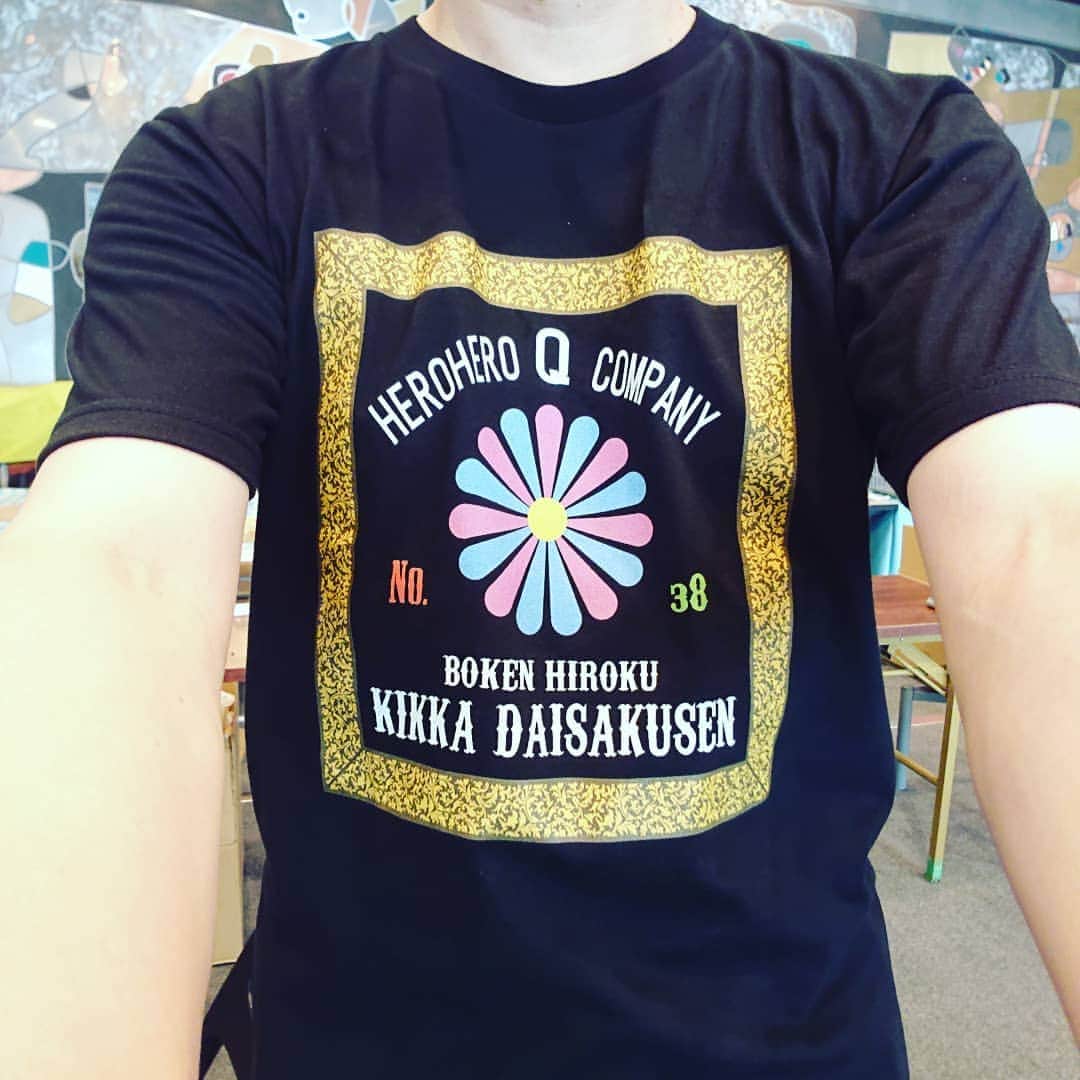 HEROHERO Q COMPANY
No. 38
BOKEN HIROKU
KIKKA DAISAKUSEN